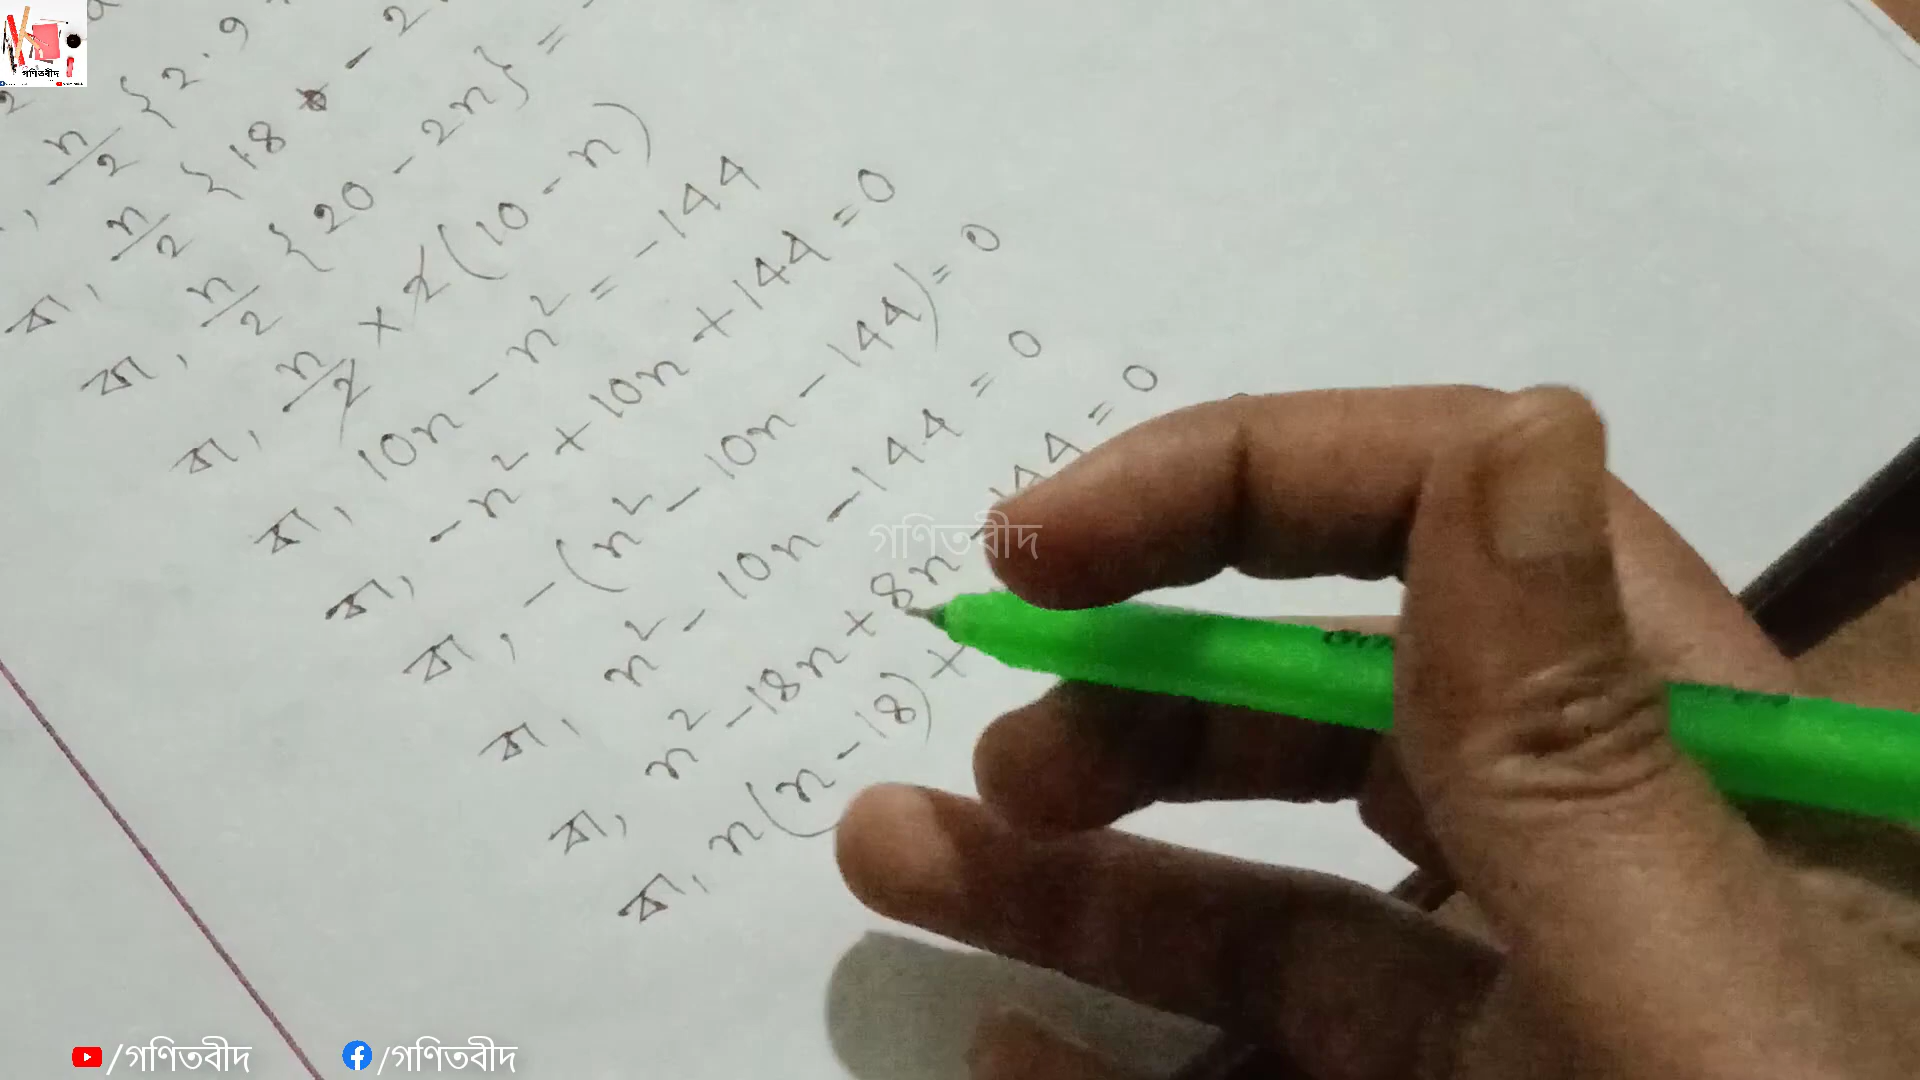 গণিতবীদ
n/2 {2·9
বা, n/2 {18 - 2
বা, n/2 {20 - 2n} =
বা, n/2 × 2 (10 - n)
বা, 10n - n² = -144
বা, -n² + 10n + 144 = 0
বা, -(n² - 10n - 144) = 0
বা, n² - 10n - 144 = 0
বা, n² - 18n + 8n - 144 = 0
বা, n(n - 18) +
গণিতবীদ
/গণিতবীদ
/গণিতবীদ